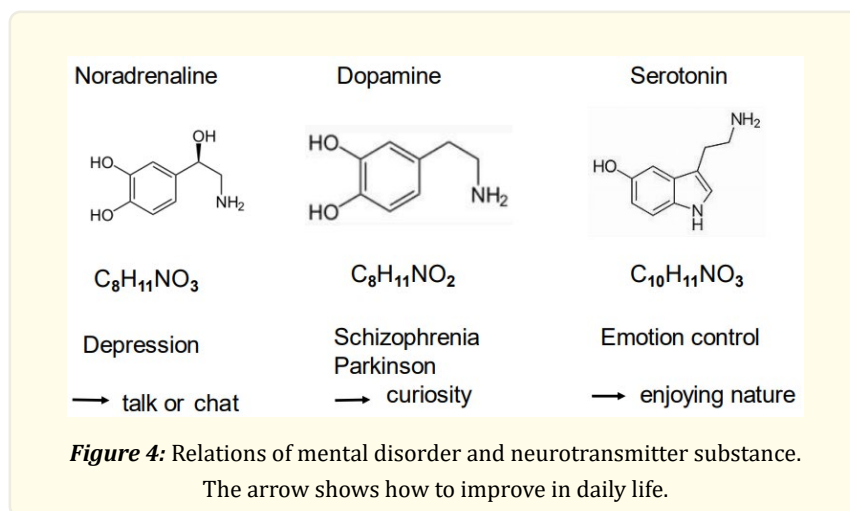 Noradrenaline Dopamine Serotonin
OH
HO
HO
NH₂
HO
HO
NH₂
NH₂
HO
N
H
C₈H₁₁NO₃ C₈H₁₁NO₂ C₁₀H₁₁NO₃
Depression
→ talk or chat
Schizophrenia
Parkinson
→ curiosity
Emotion control
→ enjoying nature
Figure 4: Relations of mental disorder and neurotransmitter substance.
The arrow shows how to improve in daily life.